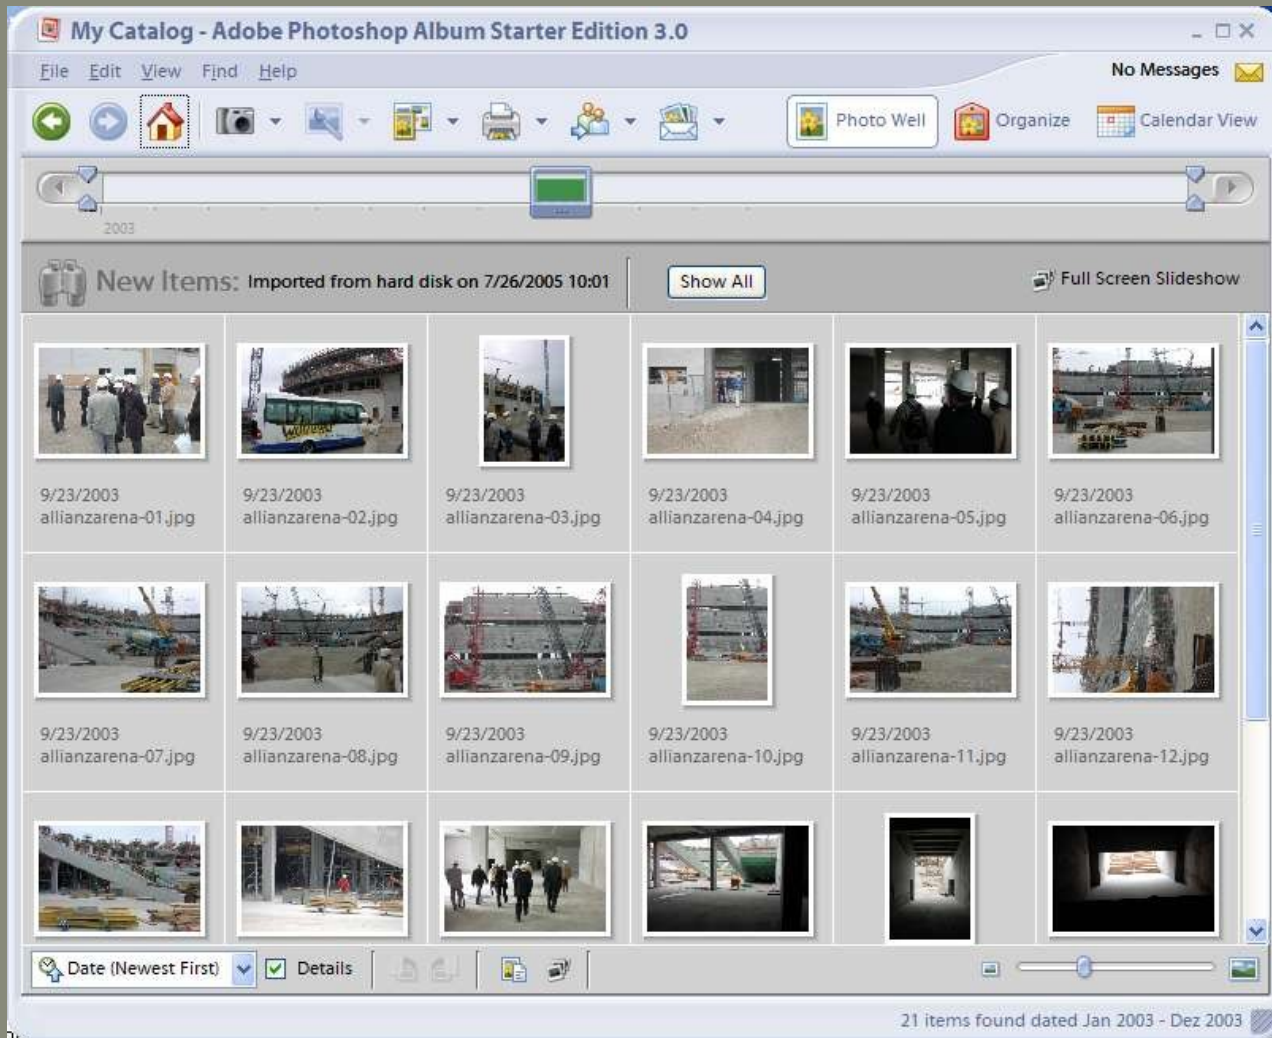 My Catalog - Adobe Photoshop Album Starter Edition 3.0
File Edit View Find Help
No Messages
Photo Well Organize Calendar View
2003
New Items: Imported from hard disk on 7/26/2005 10:01 Show All Full Screen Slideshow
9/23/2003 9/23/2003 9/23/2003 9/23/2003 9/23/2003 9/23/2003
allianzarena-01.jpg allianzarena-02.jpg allianzarena-03.jpg allianzarena-04.jpg allianzarena-05.jpg allianzarena-06.jpg
9/23/2003 9/23/2003 9/23/2003 9/23/2003 9/23/2003 9/23/2003
allianzarena-07.jpg allianzarena-08.jpg allianzarena-09.jpg allianzarena-10.jpg allianzarena-11.jpg allianzarena-12.jpg
Date (Newest First) Details
21 items found dated Jan 2003 - Dez 2003